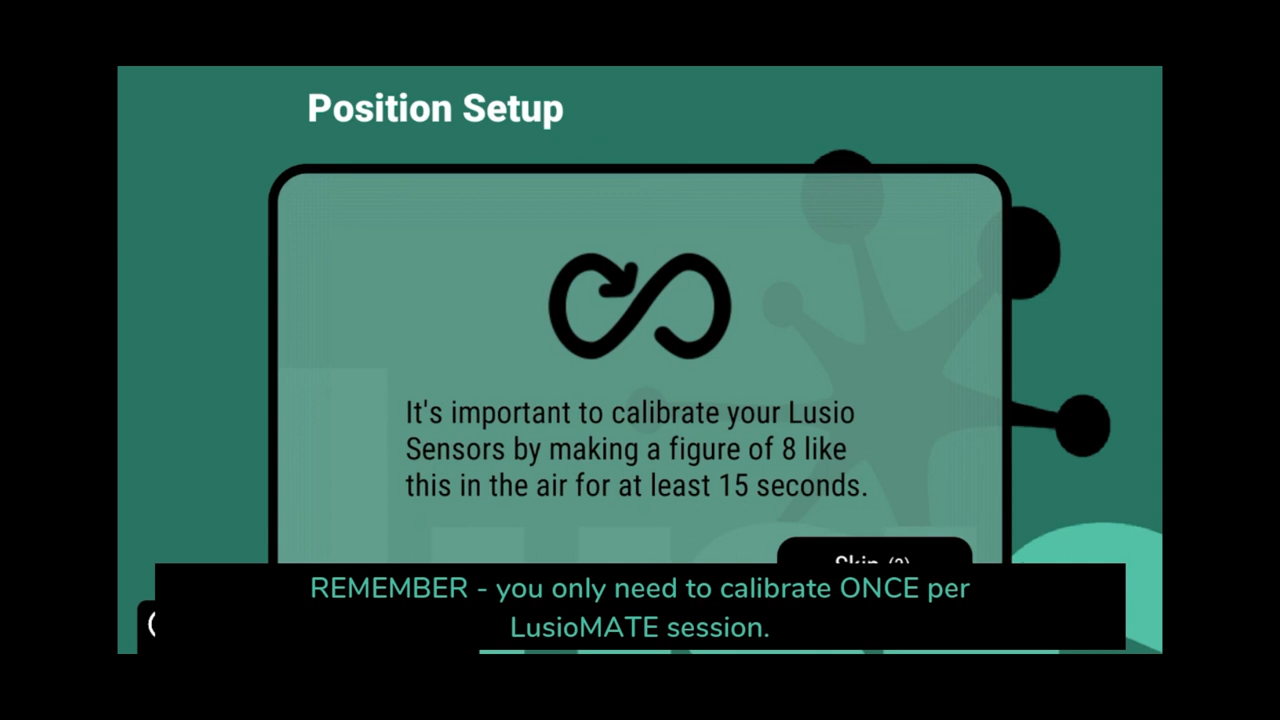 Position Setup
It's important to calibrate your Lusio
Sensors by making a figure of 8 like
this in the air for at least 15 seconds.
REMEMBER - you only need to calibrate ONCE per
LusioMATE session.